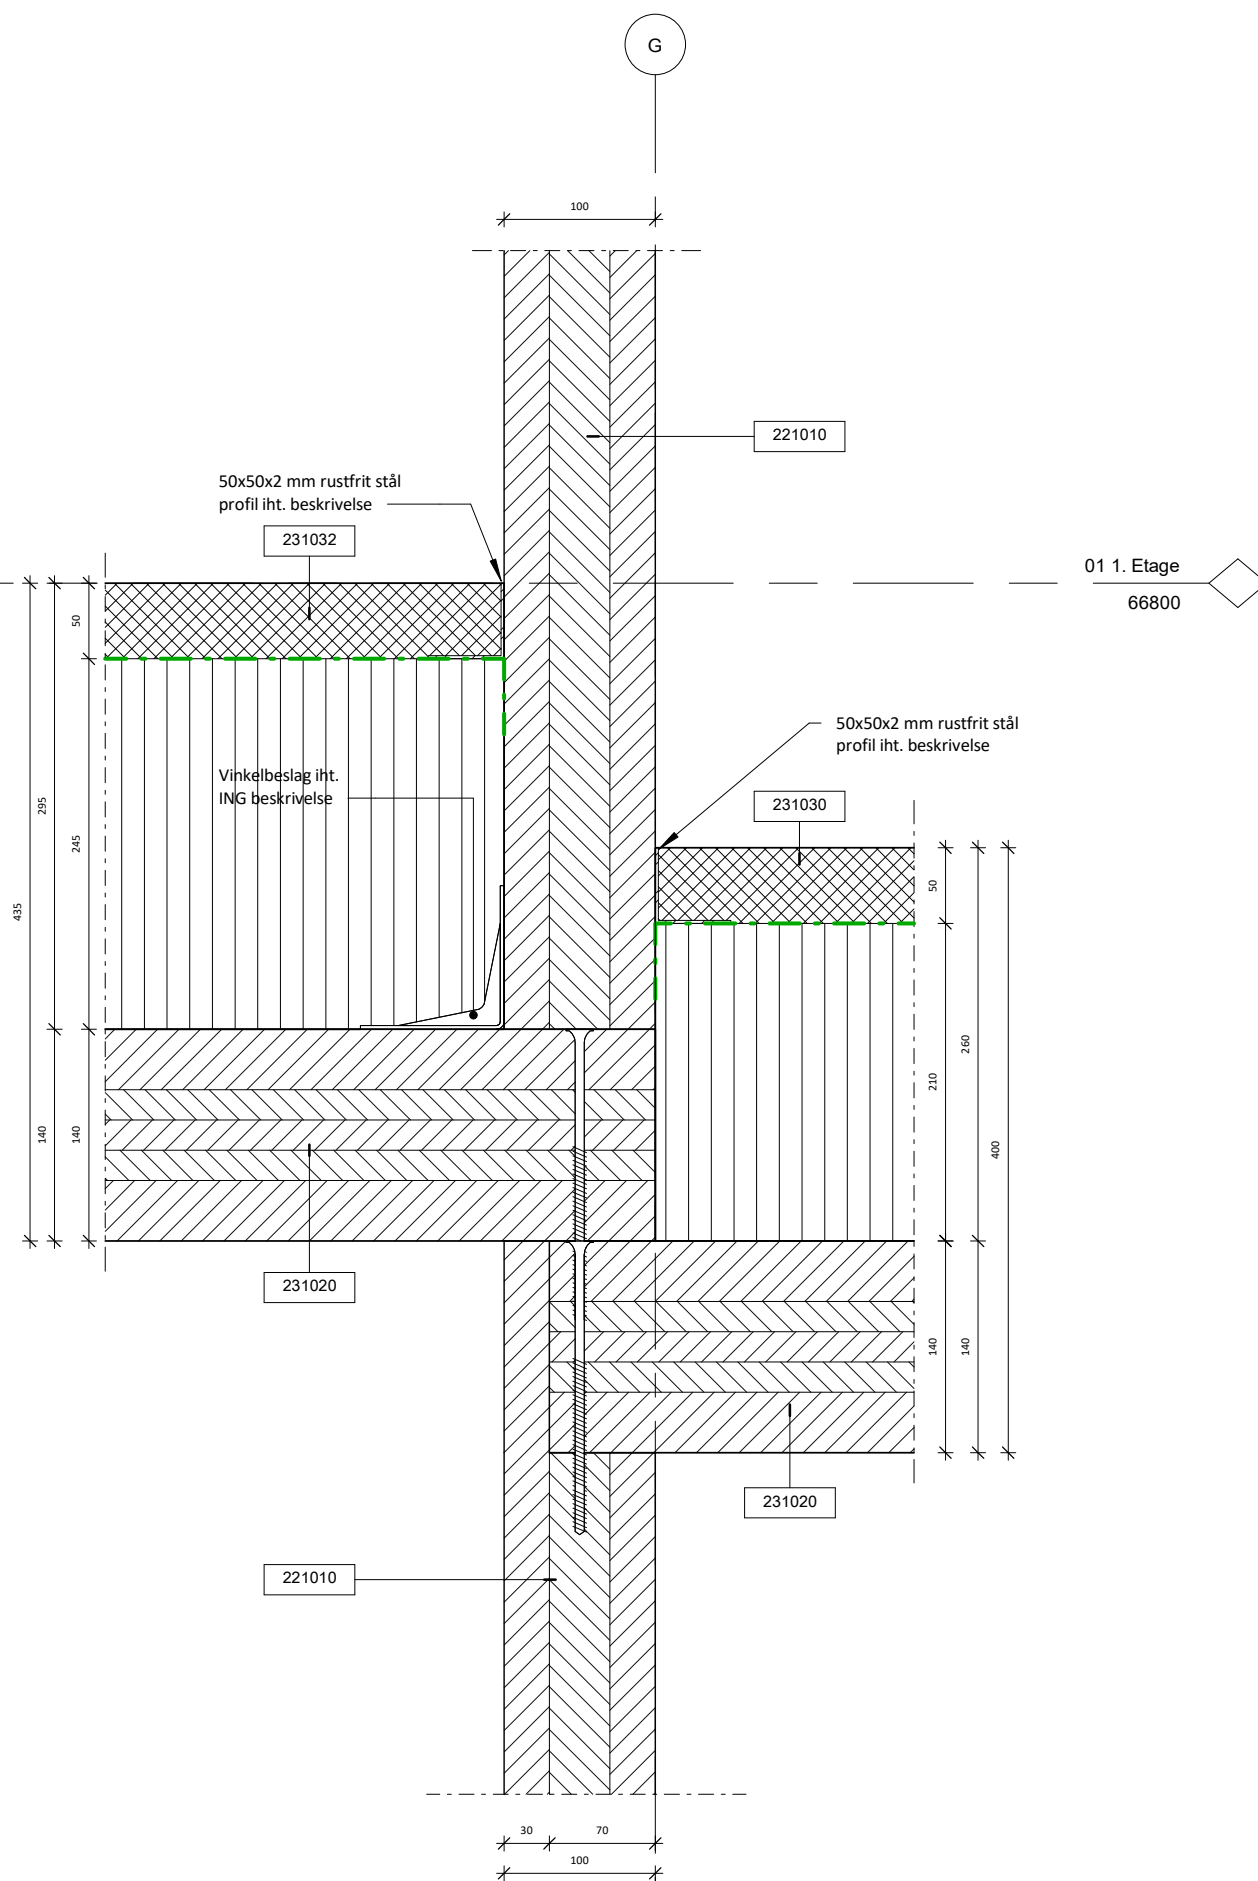 G
100
221010
50x50x2 mm rustfrit stål
profil iht. beskrivelse
231032
01 1. Etage
66800
50
50x50x2 mm rustfrit stål
profil iht. beskrivelse
Vinkelbeslag iht.
ING beskrivelse
231030
295
245
435
50
260
210
400
140
140
231020
140
140
231020
221010
30
70
100